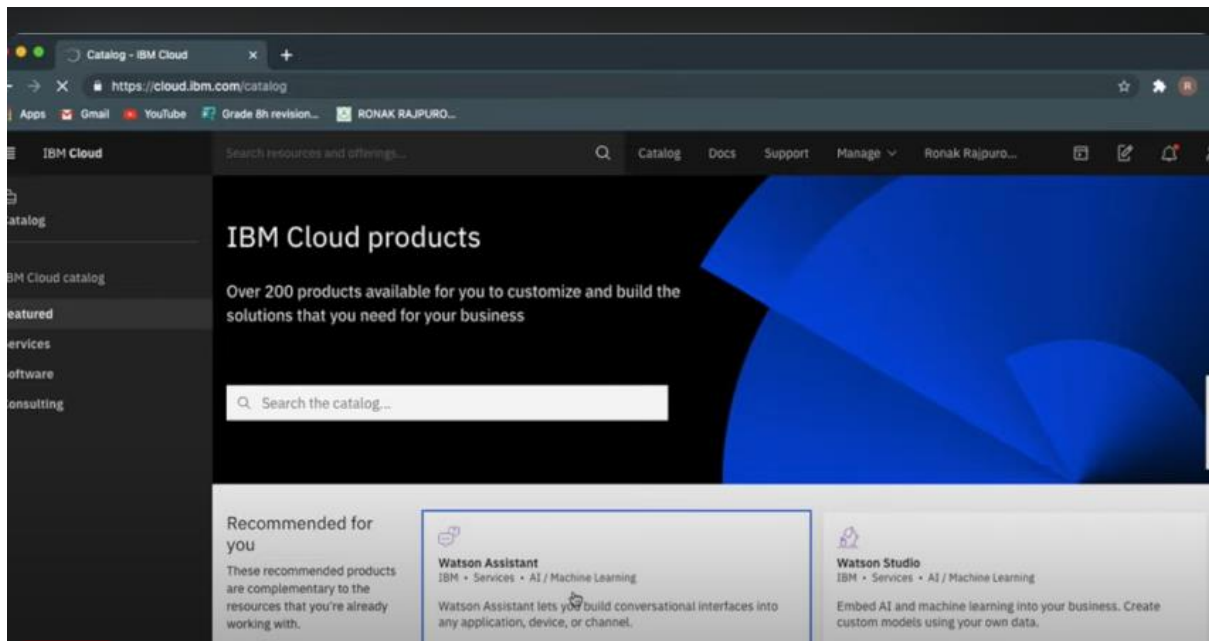 Catalog - IBM Cloud
https://cloud.ibm.com/catalog
Apps Gmail YouTube Grade 8h revision... RONAK RAJPURO...
IBM Cloud Search resources and offerings... Catalog Docs Support Manage Ronak Rajpuro...
atalog
BM Cloud catalog
eatured
ervices
oftware
onsulting
IBM Cloud products
Over 200 products available for you to customize and build the
solutions that you need for your business
Search the catalog...
Recommended for
you
These recommended products
are complementary to the
resources that you're already
working with.
Watson Assistant
IBM • Services • AI / Machine Learning
Watson Assistant lets you build conversational interfaces into
any application, device, or channel.
Watson Studio
IBM • Services • AI / Machine Learning
Embed AI and machine learning into your business. Create
custom models using your own data.